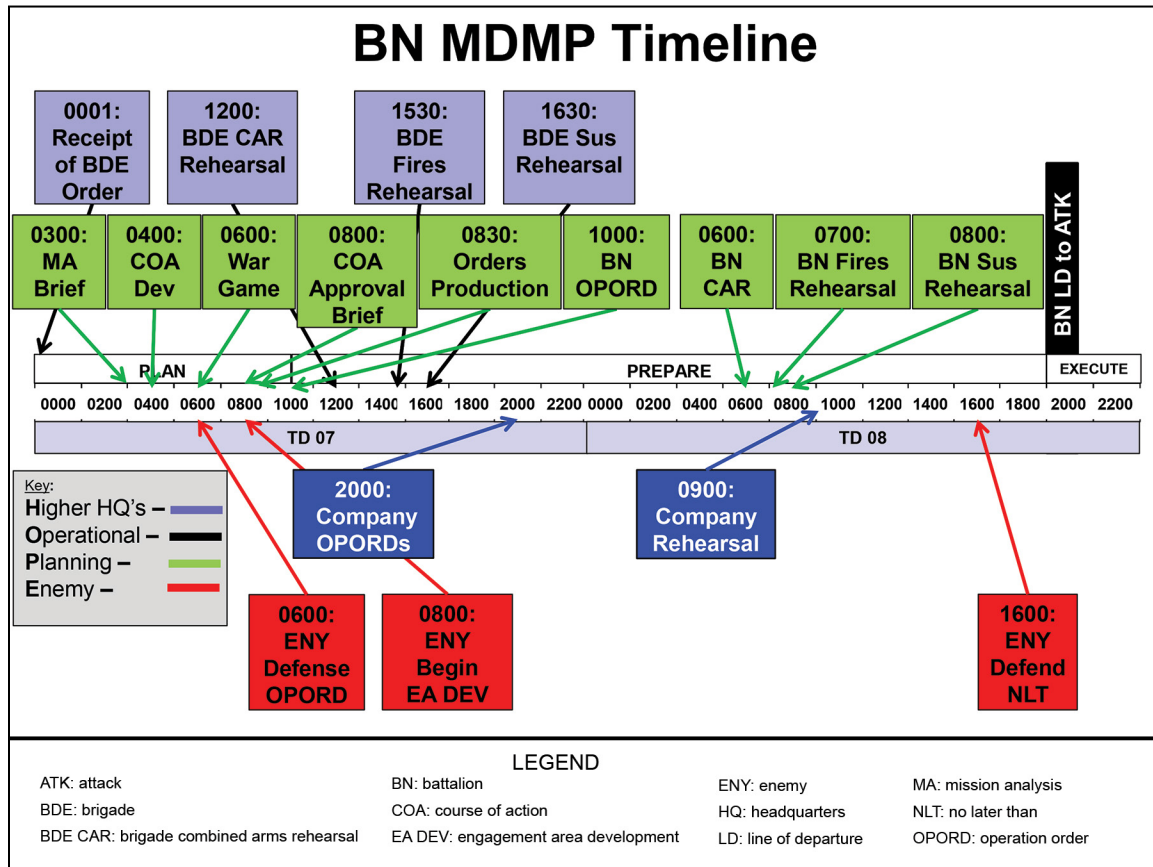 BN MDMP Timeline
0001:
Receipt
of BDE
Order
1200:
BDE CAR
Rehearsal
1530:
BDE
Fires
Rehearsal
1630:
BDE Sus
Rehearsal
0300:
MA
Brief
0400:
COA
Dev
0600:
War
Game
0800:
COA
Approval
Brief
0830:
Orders
Production
1000:
BN
OPORD
0600:
BN
CAR
0700:
BN Fires
Rehearsal
0800:
BN Sus
Rehearsal
BN LD to ATK
PLAN PREPARE EXECUTE
0000 0200 0400 0600 0800 1000 1200 1400 1600 1800 2000 2200 0000 0200 0400 0600 0800 1000 1200 1400 1600 1800 2000 2200
TD 07 TD 08
Key:
Higher HQ's –
Operational –
Planning –
Enemy –
2000:
Company
OPORDs
0900:
Company
Rehearsal
0600:
ENY
Defense
OPORD
0800:
ENY
Begin
EA DEV
1600:
ENY
Defend
NLT
LEGEND
ATK: attack
BDE: brigade
BDE CAR: brigade combined arms rehearsal
BN: battalion
COA: course of action
EA DEV: engagement area development
ENY: enemy
HQ: headquarters
LD: line of departure
MA: mission analysis
NLT: no later than
OPORD: operation order